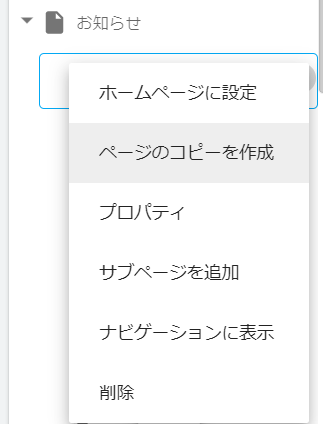 お知らせ
ホームページに設定
ページのコピーを作成
プロパティ
サブページを追加
ナビゲーションに表示
削除